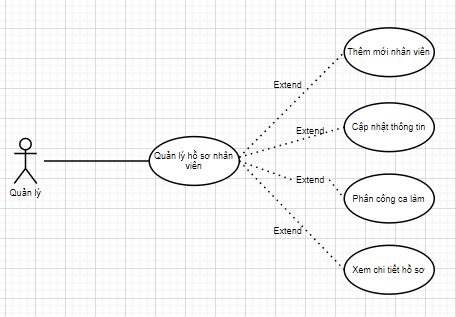 Thêm mới nhân viên
Extend
Cập nhật thông tin
Extend
Quản lý hồ sơ nhân
viên
Quản lý
Extend
Phân công ca làm
Extend
Xem chi tiết hồ sơ